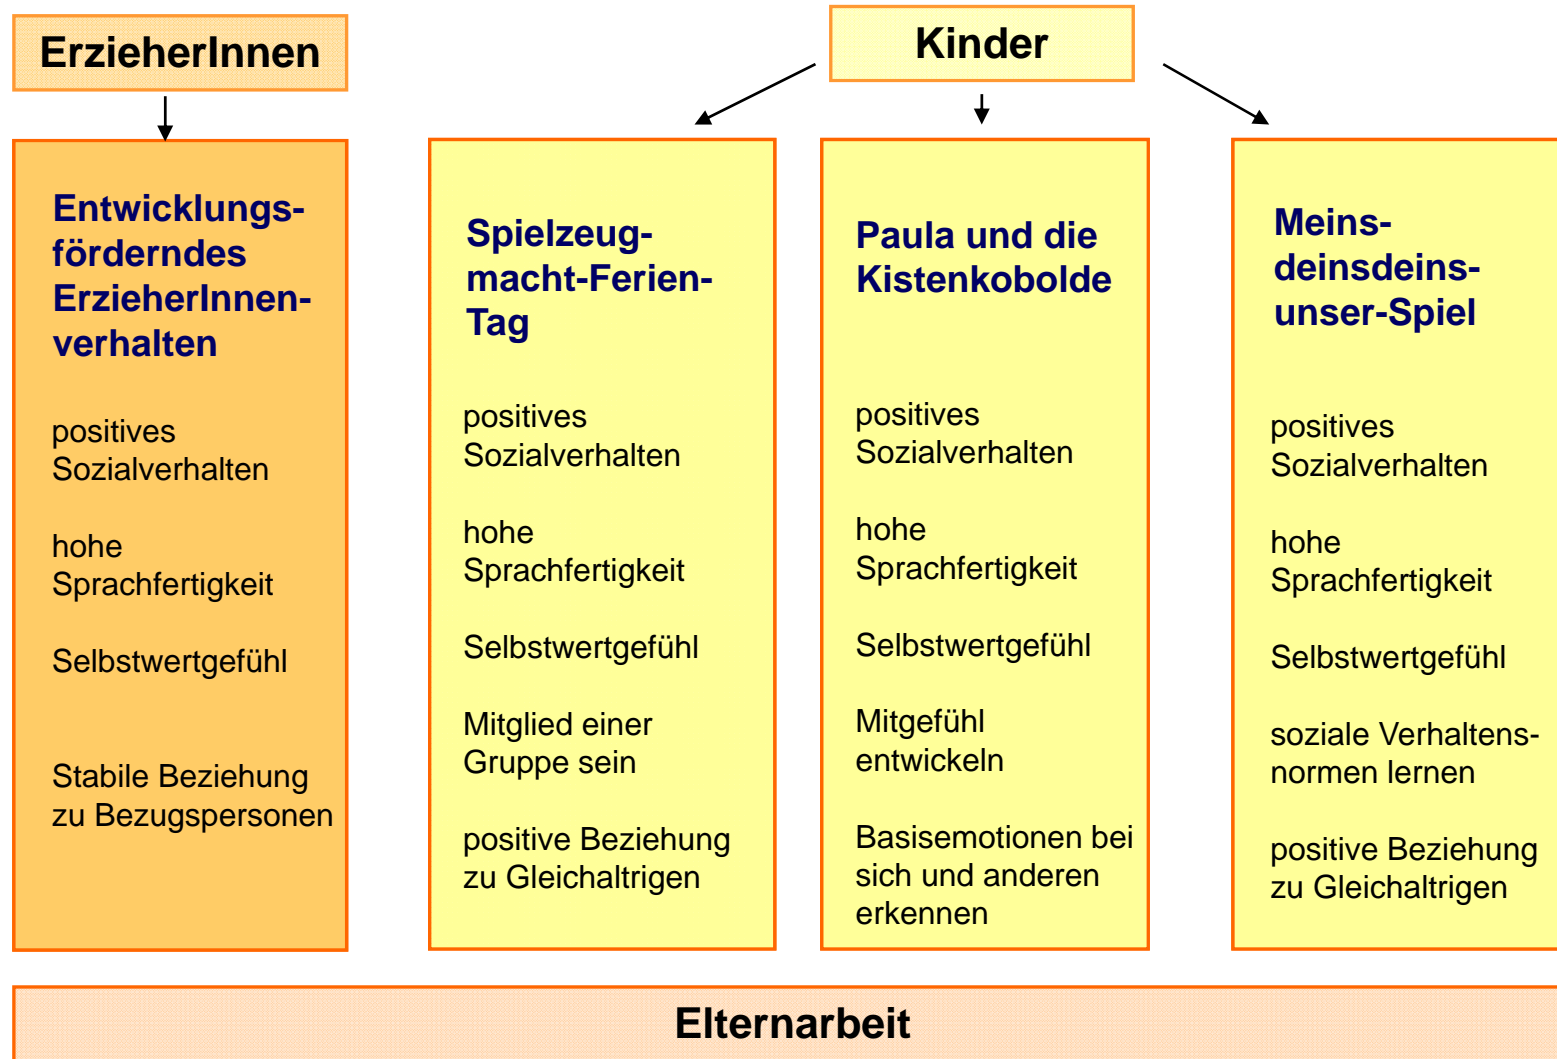 ErzieherInnen
Kinder
Entwicklungs-
förderndes
ErzieherInnen-
verhalten
positives
Sozialverhalten
hohe
Sprachfertigkeit
Selbstwertgefühl
Stabile Beziehung
zu Bezugspersonen
Spielzeug-
macht-Ferien-
Tag
positives
Sozialverhalten
hohe
Sprachfertigkeit
Selbstwertgefühl
Mitglied einer
Gruppe sein
positive Beziehung
zu Gleichaltrigen
Paula und die
Kistenkobolde
positives
Sozialverhalten
hohe
Sprachfertigkeit
Selbstwertgefühl
Mitgefühl
entwickeln
Basisemotionen bei
sich und anderen
erkennen
Meins-
deinsdeins-
unser-Spiel
positives
Sozialverhalten
hohe
Sprachfertigkeit
Selbstwertgefühl
soziale Verhaltens-
normen lernen
positive Beziehung
zu Gleichaltrigen
Elternarbeit